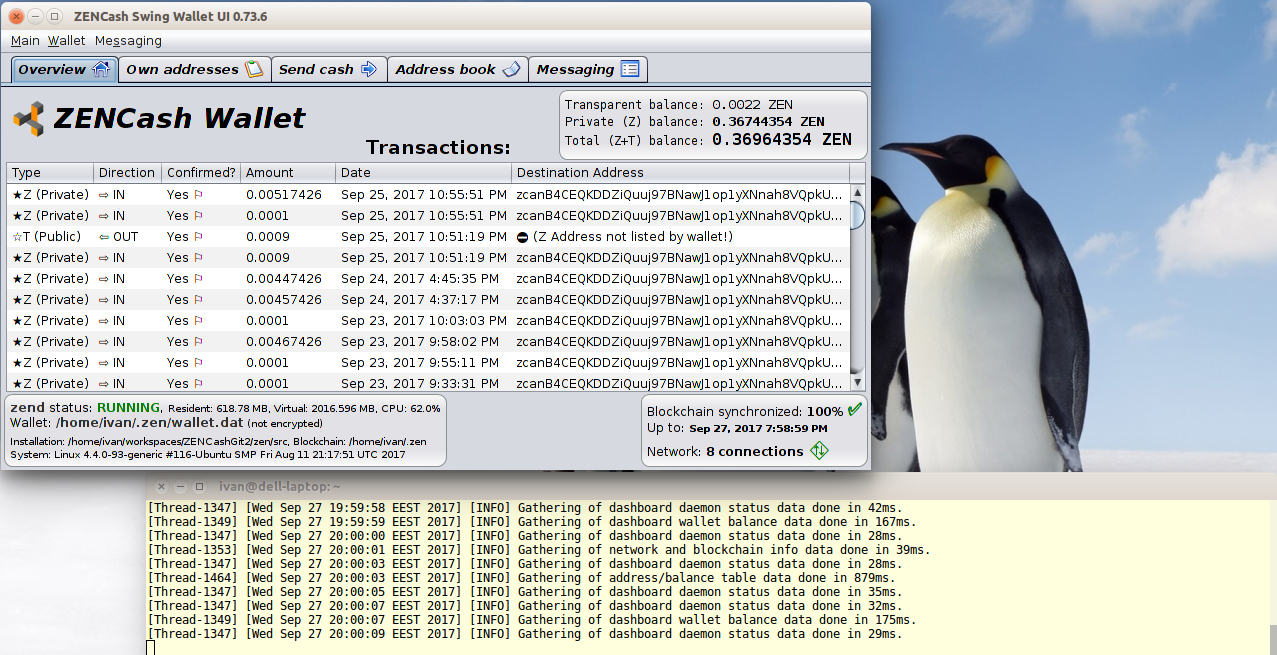 ZENCash Swing Wallet UI 0.73.6
Main Wallet Messaging
Overview Own addresses Send cash Address book Messaging
ZENCash Wallet
Transactions:
Transparent balance: 0.0022 ZEN
Private (Z) balance: 0.36744354 ZEN
Total (Z+T) balance: 0.36964354 ZEN
Type Direction Confirmed? Amount Date Destination Address
★Z (Private) ⇨ IN Yes ⚐ 0.00517426 Sep 25, 2017 10:55:51 PM zcanB4CEQKDDZiQuuj97BNawJ1op1yXNnah8VQpkU...
★Z (Private) ⇨ IN Yes ⚐ 0.0001 Sep 25, 2017 10:55:51 PM zcanB4CEQKDDZiQuuj97BNawJ1op1yXNnah8VQpkU...
☆T (Public) ⇦ OUT Yes ⚐ 0.0009 Sep 25, 2017 10:51:19 PM ⛔ (Z Address not listed by wallet!)
★Z (Private) ⇨ IN Yes ⚐ 0.0009 Sep 25, 2017 10:51:19 PM zcanB4CEQKDDZiQuuj97BNawJ1op1yXNnah8VQpkU...
★Z (Private) ⇨ IN Yes ⚐ 0.00447426 Sep 24, 2017 4:45:35 PM zcanB4CEQKDDZiQuuj97BNawJ1op1yXNnah8VQpkU...
★Z (Private) ⇨ IN Yes ⚐ 0.00457426 Sep 24, 2017 4:37:17 PM zcanB4CEQKDDZiQuuj97BNawJ1op1yXNnah8VQpkU...
★Z (Private) ⇨ IN Yes ⚐ 0.0001 Sep 23, 2017 10:03:03 PM zcanB4CEQKDDZiQuuj97BNawJ1op1yXNnah8VQpkU...
★Z (Private) ⇨ IN Yes ⚐ 0.00467426 Sep 23, 2017 9:58:02 PM zcanB4CEQKDDZiQuuj97BNawJ1op1yXNnah8VQpkU...
★Z (Private) ⇨ IN Yes ⚐ 0.0001 Sep 23, 2017 9:55:11 PM zcanB4CEQKDDZiQuuj97BNawJ1op1yXNnah8VQpkU...
★Z (Private) ⇨ IN Yes ⚐ 0.0001 Sep 23, 2017 9:33:31 PM zcanB4CEQKDDZiQuuj97BNawJ1op1yXNnah8VQpkU...
zend status: RUNNING, Resident: 618.78 MB, Virtual: 2016.596 MB, CPU: 62.0%
Wallet: /home/ivan/.zen/wallet.dat (not encrypted)
Installation: /home/ivan/workspaces/ZENCashGit2/zen/src, Blockchain: /home/ivan/.zen
System: Linux 4.4.0-93-generic #116-Ubuntu SMP Fri Aug 11 21:17:51 UTC 2017
Blockchain synchronized: 100% ✔
Up to: Sep 27, 2017 7:58:59 PM
Network: 8 connections
ivan@dell-laptop: ~
[Thread-1347] [Wed Sep 27 19:59:58 EEST 2017] [INFO] Gathering of dashboard daemon status data done in 42ms.
[Thread-1349] [Wed Sep 27 19:59:59 EEST 2017] [INFO] Gathering of dashboard wallet balance data done in 167ms.
[Thread-1347] [Wed Sep 27 20:00:00 EEST 2017] [INFO] Gathering of dashboard daemon status data done in 28ms.
[Thread-1353] [Wed Sep 27 20:00:01 EEST 2017] [INFO] Gathering of network and blockchain info data done in 39ms.
[Thread-1347] [Wed Sep 27 20:00:03 EEST 2017] [INFO] Gathering of dashboard daemon status data done in 28ms.
[Thread-1464] [Wed Sep 27 20:00:03 EEST 2017] [INFO] Gathering of address/balance table data done in 879ms.
[Thread-1347] [Wed Sep 27 20:00:05 EEST 2017] [INFO] Gathering of dashboard daemon status data done in 35ms.
[Thread-1347] [Wed Sep 27 20:00:07 EEST 2017] [INFO] Gathering of dashboard daemon status data done in 32ms.
[Thread-1349] [Wed Sep 27 20:00:07 EEST 2017] [INFO] Gathering of dashboard wallet balance data done in 175ms.
[Thread-1347] [Wed Sep 27 20:00:09 EEST 2017] [INFO] Gathering of dashboard daemon status data done in 29ms.